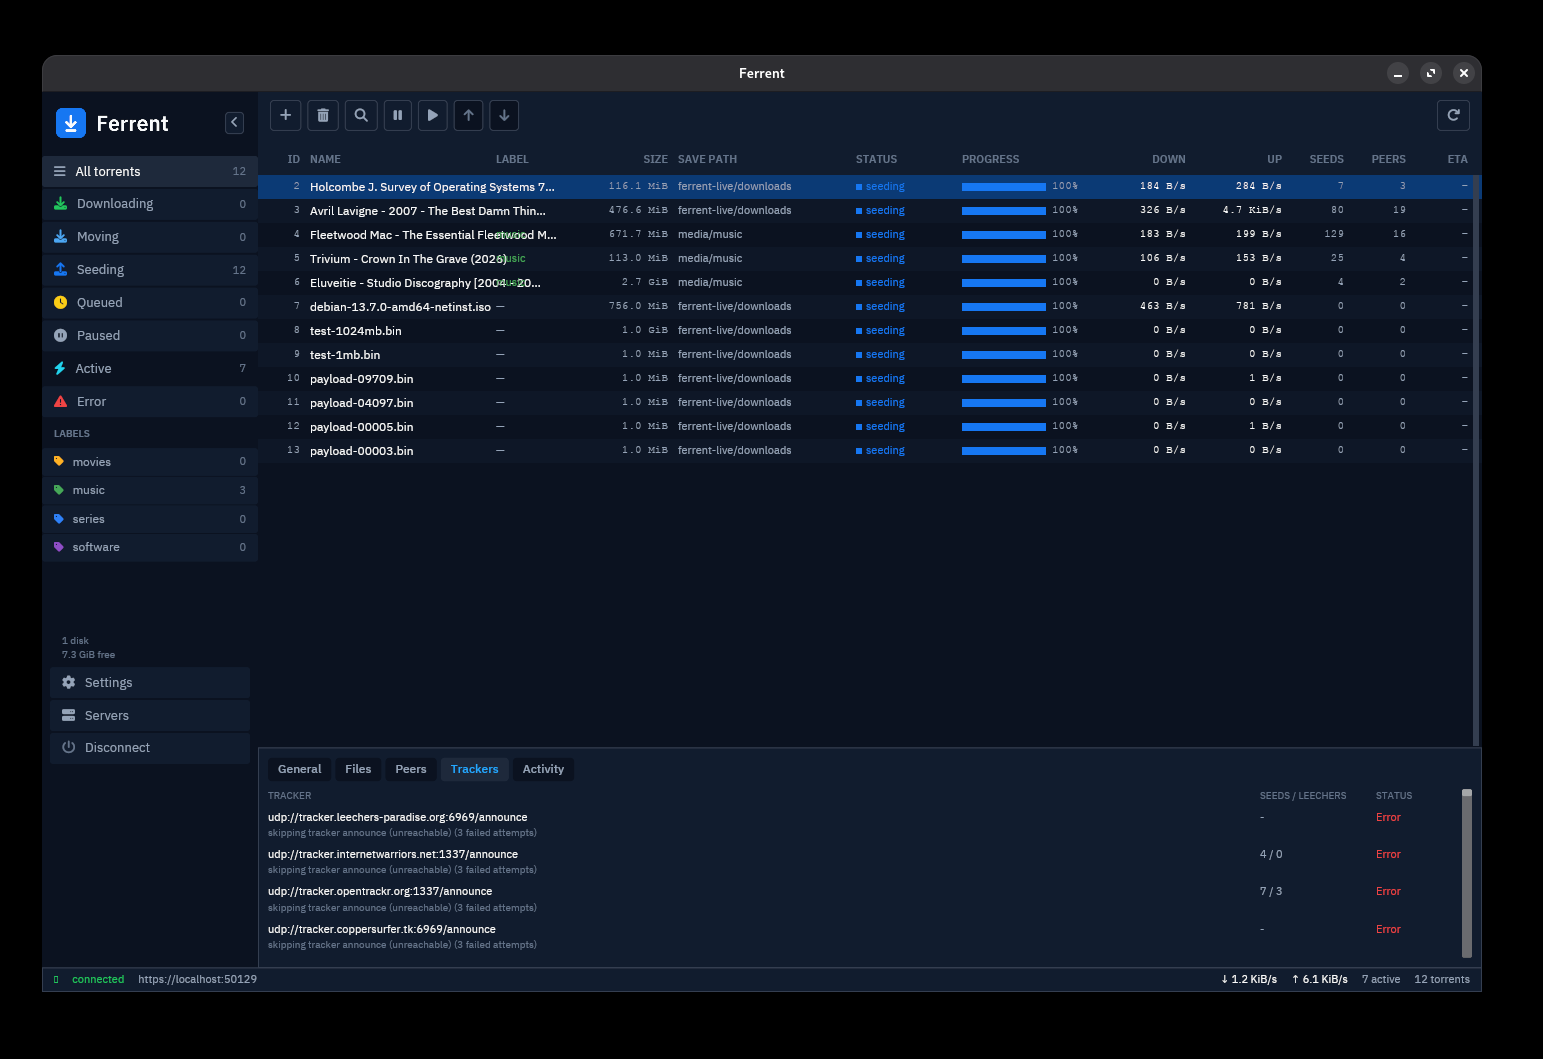 Ferrent
Ferrent
All torrents 12
Downloading 0
Moving 0
Seeding 12
Queued 0
Paused 0
Active 7
Error 0
LABELS
movies 0
music 3
series 0
software 0
1 disk
7.3 GiB free
Settings
Servers
Disconnect
ID NAME LABEL SIZE SAVE PATH STATUS PROGRESS DOWN UP SEEDS PEERS ETA
2 Holcombe J. Survey of Operating Systems 7... 116.1 MiB ferrent-live/downloads seeding 100% 184 B/s 284 B/s 7 3 —
3 Avril Lavigne - 2007 - The Best Damn Thin... 476.6 MiB ferrent-live/downloads seeding 100% 326 B/s 4.7 KiB/s 80 19 —
4 Fleetwood Mac - The Essential Fleetwood M... 671.7 MiB media/music seeding 100% 183 B/s 199 B/s 129 16 —
5 Trivium - Crown In The Grave (2026) music 113.0 MiB media/music seeding 100% 106 B/s 153 B/s 25 4 —
6 Eluveitie - Studio Discography [2004 - 20... 2.7 GiB media/music seeding 100% 0 B/s 0 B/s 4 2 —
7 debian-13.7.0-amd64-netinst.iso — 756.0 MiB ferrent-live/downloads seeding 100% 463 B/s 781 B/s 0 0 —
8 test-1024mb.bin — 1.0 GiB ferrent-live/downloads seeding 100% 0 B/s 0 B/s 0 0 —
9 test-1mb.bin — 1.0 MiB ferrent-live/downloads seeding 100% 0 B/s 0 B/s 0 0 —
10 payload-09709.bin — 1.0 MiB ferrent-live/downloads seeding 100% 0 B/s 1 B/s 0 0 —
11 payload-04097.bin — 1.0 MiB ferrent-live/downloads seeding 100% 0 B/s 0 B/s 0 0 —
12 payload-00005.bin — 1.0 MiB ferrent-live/downloads seeding 100% 0 B/s 1 B/s 0 0 —
13 payload-00003.bin — 1.0 MiB ferrent-live/downloads seeding 100% 0 B/s 0 B/s 0 0 —
General Files Peers Trackers Activity
TRACKER SEEDS / LEECHERS STATUS
udp://tracker.leechers-paradise.org:6969/announce - Error
skipping tracker announce (unreachable) (3 failed attempts)
udp://tracker.internetwarriors.net:1337/announce 4 / 0 Error
skipping tracker announce (unreachable) (3 failed attempts)
udp://tracker.opentrackr.org:1337/announce 7 / 3 Error
skipping tracker announce (unreachable) (3 failed attempts)
udp://tracker.coppersurfer.tk:6969/announce - Error
skipping tracker announce (unreachable) (3 failed attempts)
connected https://localhost:50129 ↓ 1.2 KiB/s ↑ 6.1 KiB/s 7 active 12 torrents